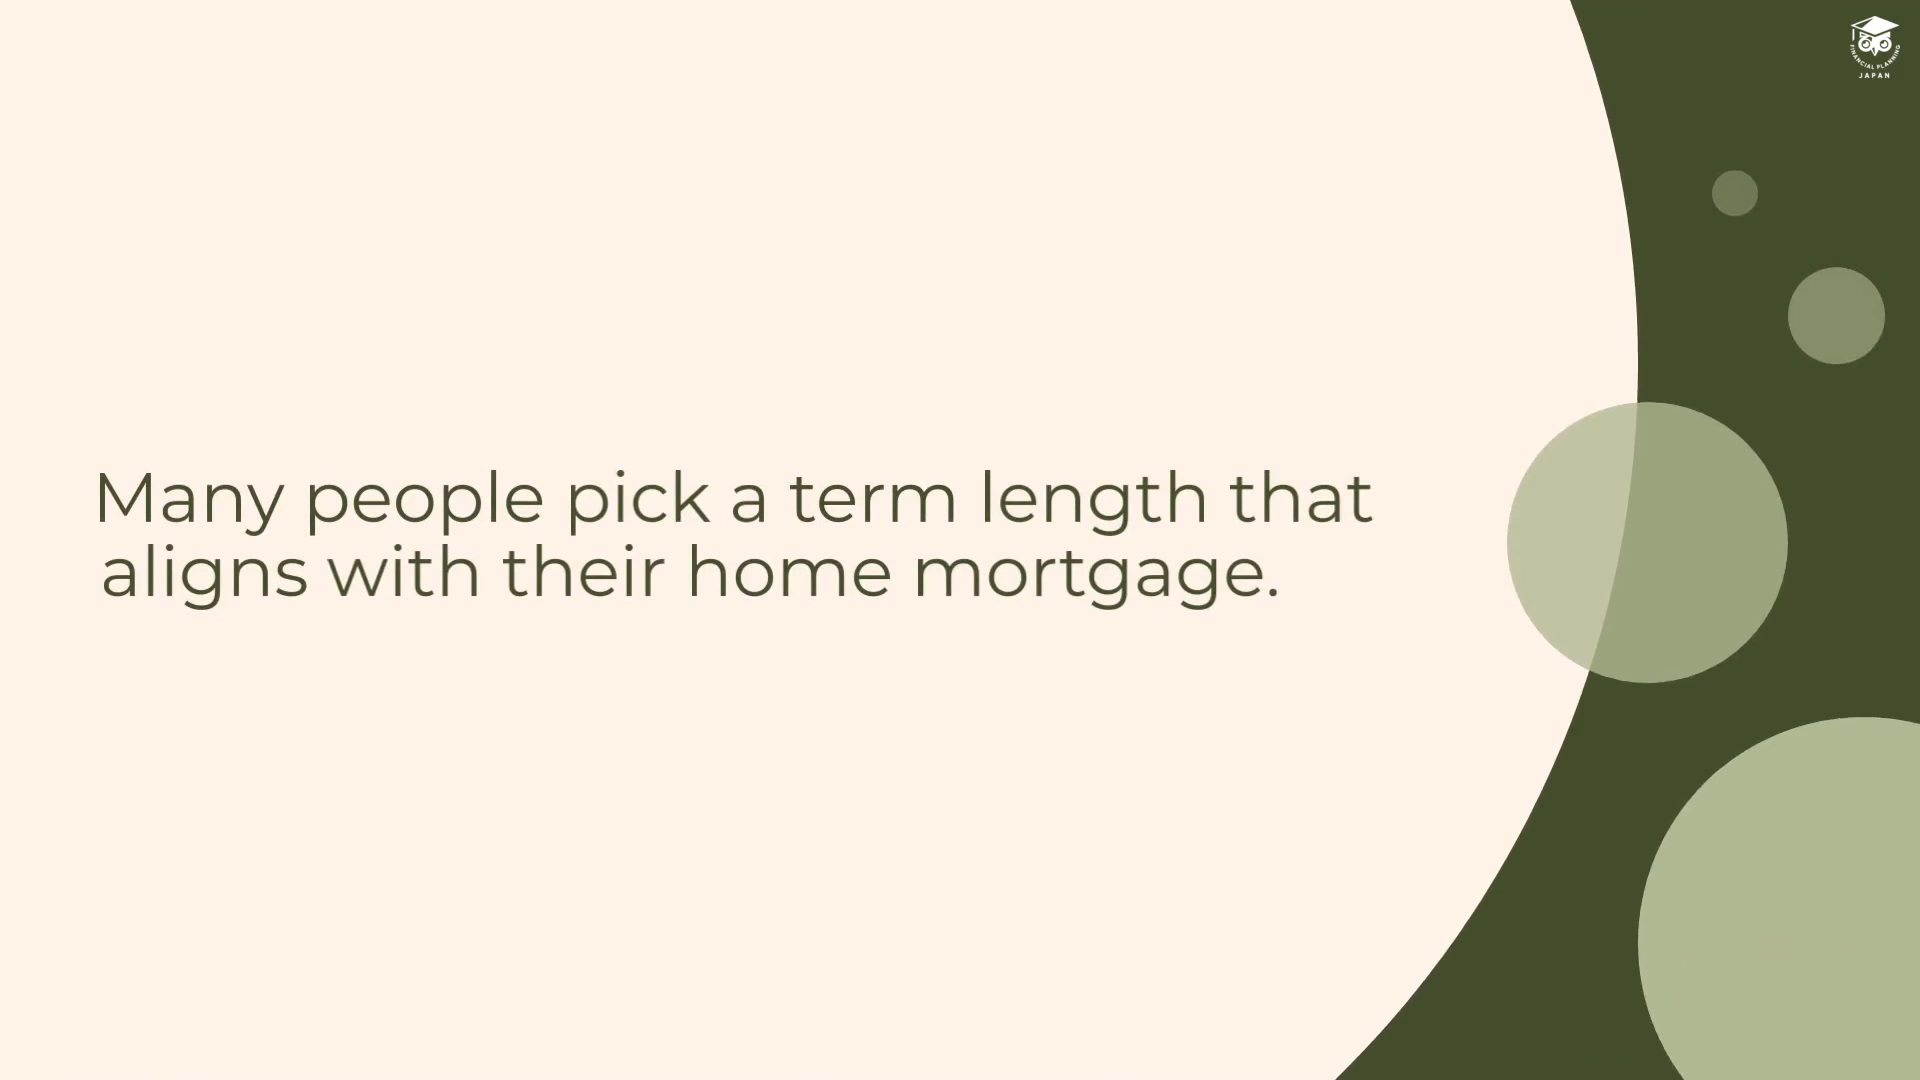 FINANCIAL PLANNING
JAPAN
Many people pick a term length that
aligns with their home mortgage.